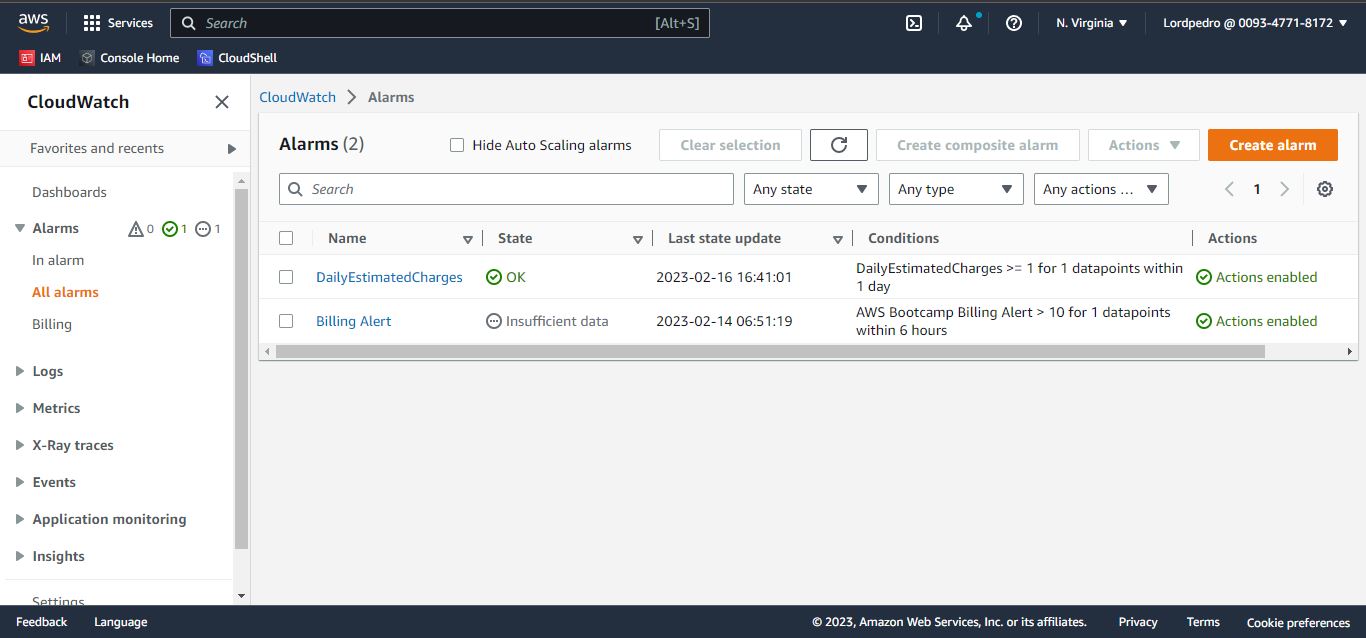 aws
Services
Search [Alt+S]
N. Virginia
Lordpedro @ 0093-4771-8172
IAM
Console Home
CloudShell
CloudWatch
Favorites and recents
Dashboards
Alarms 0 1 1
In alarm
All alarms
Billing
Logs
Metrics
X-Ray traces
Events
Application monitoring
Insights
Settings
CloudWatch Alarms
Alarms (2)
Hide Auto Scaling alarms
Clear selection
Create composite alarm
Actions
Create alarm
Search
Any state
Any type
Any actions ...
1
Name State Last state update Conditions Actions
DailyEstimatedCharges OK 2023-02-16 16:41:01 DailyEstimatedCharges >= 1 for 1 datapoints within
1 day
Actions enabled
Billing Alert Insufficient data 2023-02-14 06:51:19 AWS Bootcamp Billing Alert > 10 for 1 datapoints
within 6 hours
Actions enabled
Feedback Language © 2023, Amazon Web Services, Inc. or its affiliates. Privacy Terms Cookie preferences